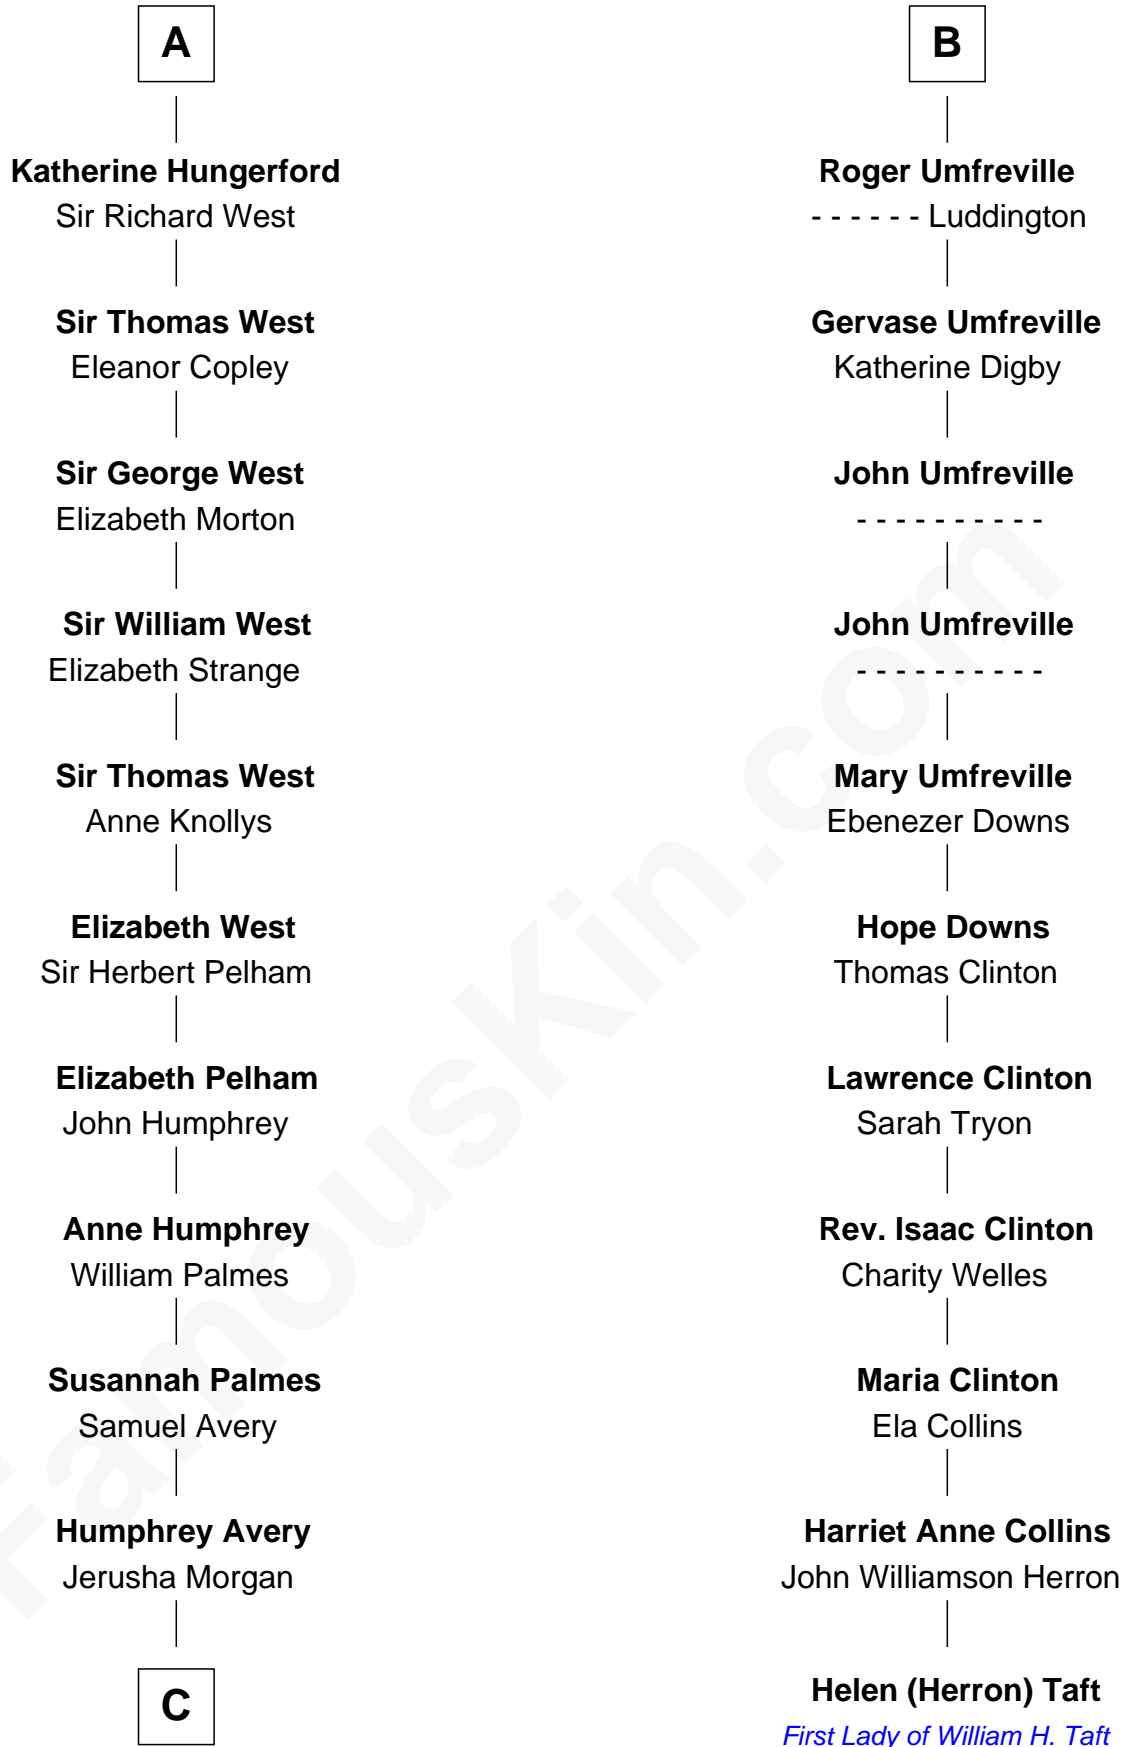 A
Katherine Hungerford
Sir Richard West
Sir Thomas West
Eleanor Copley
Sir George West
Elizabeth Morton
Sir William West
Elizabeth Strange
Sir Thomas West
Anne Knollys
Elizabeth West
Sir Herbert Pelham
Elizabeth Pelham
John Humphrey
Anne Humphrey
William Palmes
Susannah Palmes
Samuel Avery
Humphrey Avery
Jerusha Morgan
C
B
Roger Umfreville
- - - - - - Luddington
Gervase Umfreville
Katherine Digby
John Umfreville
- - - - - - - - - -
John Umfreville
- - - - - - - - - -
Mary Umfreville
Ebenezer Downs
Hope Downs
Thomas Clinton
Lawrence Clinton
Sarah Tryon
Rev. Isaac Clinton
Charity Welles
Maria Clinton
Ela Collins
Harriet Anne Collins
John Williamson Herron
Helen (Herron) Taft
First Lady of William H. Taft
FamousKin.com